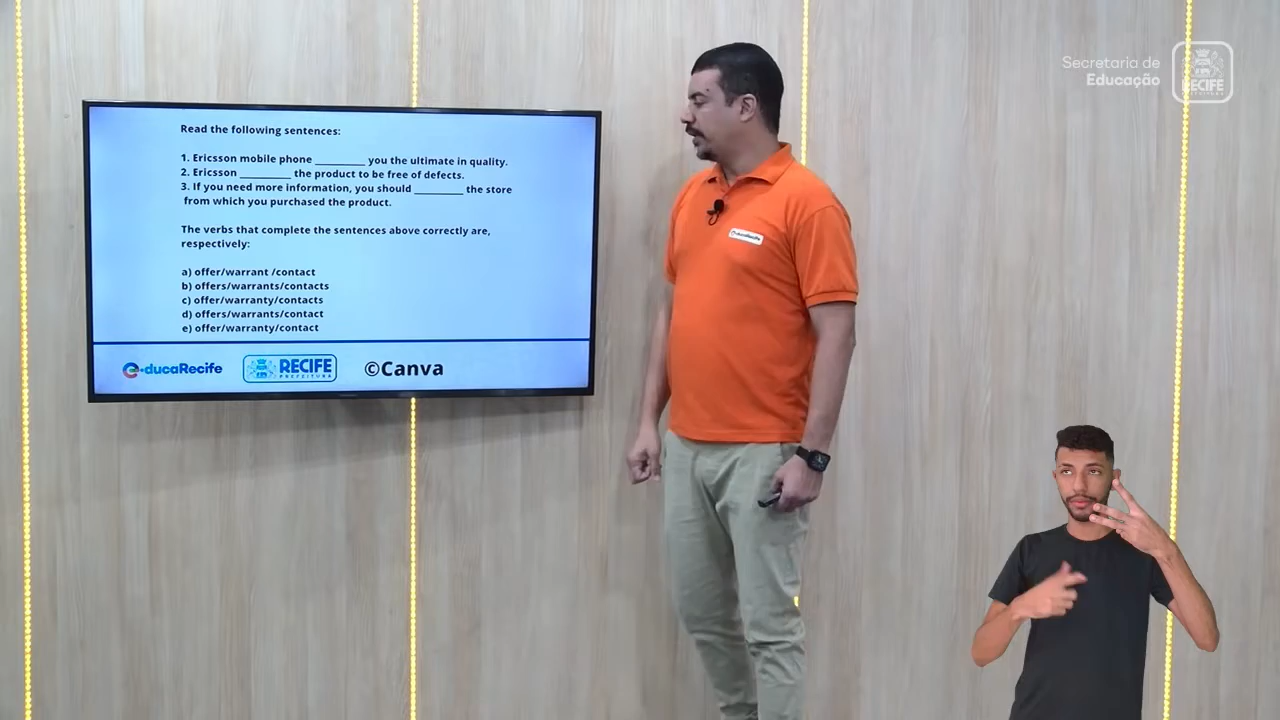 Secretaria de
Educação
RECIFE
PREFEITURA
Read the following sentences:
1. Ericsson mobile phone __________ you the ultimate in quality.
2. Ericsson __________ the product to be free of defects.
3. If you need more information, you should __________ the store
from which you purchased the product.
The verbs that complete the sentences above correctly are,
respectively:
a) offer/warrant /contact
b) offers/warrants/contacts
c) offer/warranty/contacts
d) offers/warrants/contact
e) offer/warranty/contact
e-ducaRecife
RECIFE
PREFEITURA
©Canva
e-ducaRecife